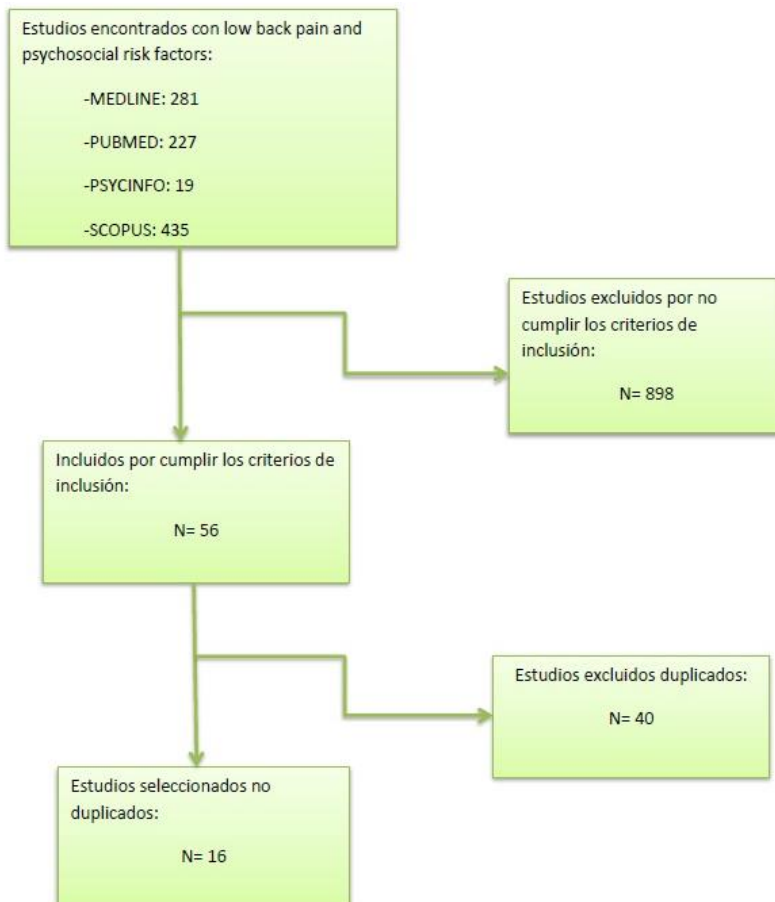 Estudios encontrados con low back pain and
psychosocial risk factors:
-MEDLINE: 281
-PUBMED: 227
-PSYCINFO: 19
-SCOPUS: 435
Estudios excluidos por no
cumplir los criterios de
inclusión:
N= 898
Incluidos por cumplir los criterios de
inclusión:
N= 56
Estudios excluidos duplicados:
N= 40
Estudios seleccionados no
duplicados:
N= 16